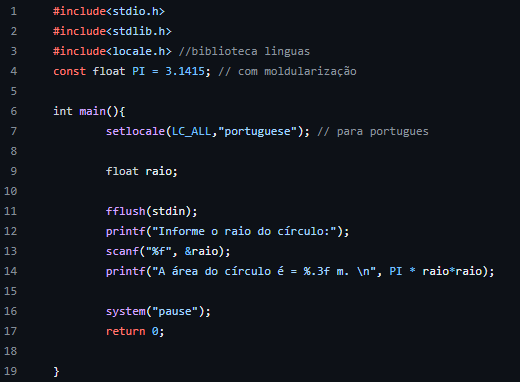 1 #include<stdio.h>
2 #include<stdlib.h>
3 #include<locale.h> //biblioteca linguas
4 const float PI = 3.1415; // com moldularização
5
6 int main(){
7 setlocale(LC_ALL,"portuguese"); // para portugues
8
9 float raio;
10
11 fflush(stdin);
12 printf("Informe o raio do círculo:");
13 scanf("%f", &raio);
14 printf("A área do círculo é = %.3f m. \n", PI * raio*raio);
15
16 system("pause");
17 return 0;
18
19 }